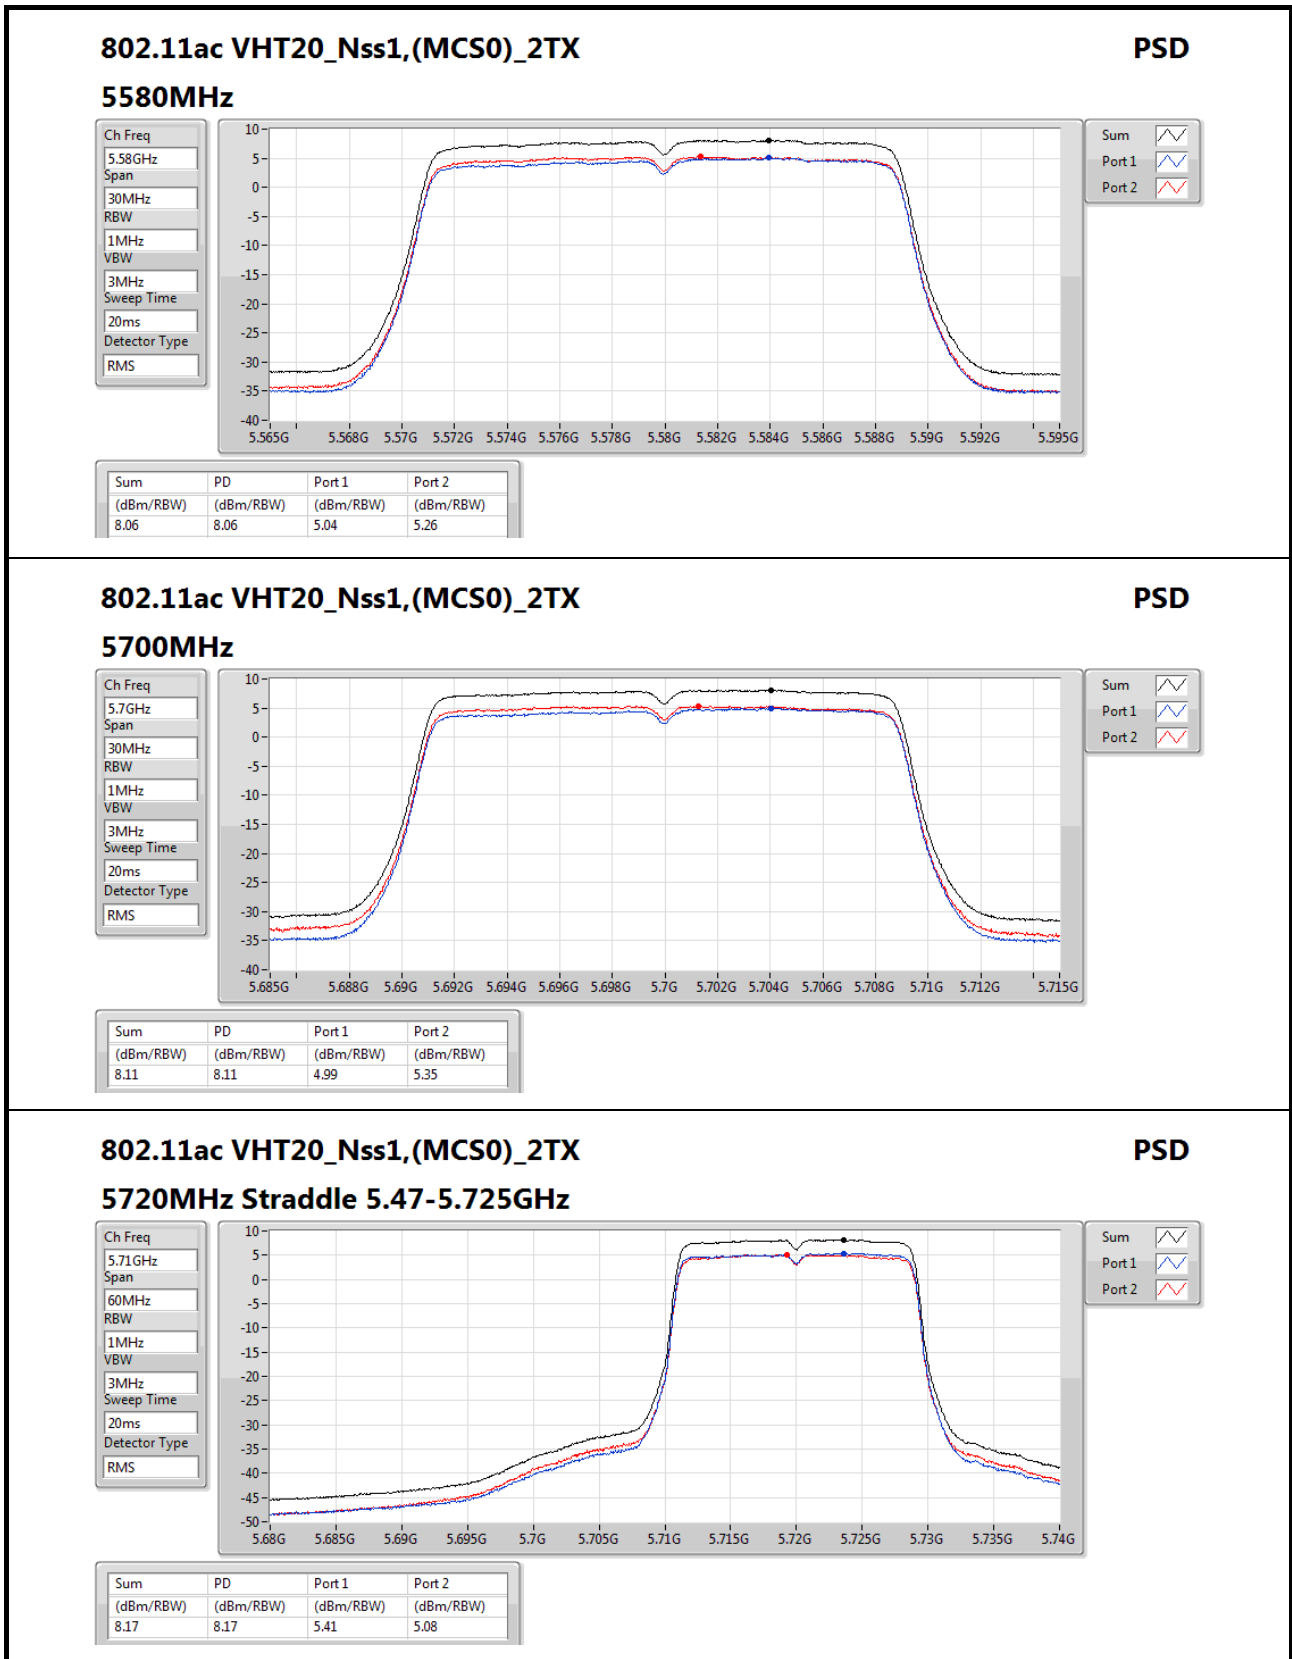 802.11ac VHT20_Nss1,(MCS0)_2TX PSD
5580MHz
Ch Freq
5.58GHz
Span
30MHz
RBW
1MHz
VBW
3MHz
Sweep Time
20ms
Detector Type
RMS
10
5
0
-5
-10
-15
-20
-25
-30
-35
-40
5.565G 5.568G 5.57G 5.572G 5.574G 5.576G 5.578G 5.58G 5.582G 5.584G 5.586G 5.588G 5.59G 5.592G 5.595G
Sum
Port 1
Port 2
Sum PD Port 1 Port 2
(dBm/RBW) (dBm/RBW) (dBm/RBW) (dBm/RBW)
8.06 8.06 5.04 5.26
802.11ac VHT20_Nss1,(MCS0)_2TX PSD
5700MHz
Ch Freq
5.7GHz
Span
30MHz
RBW
1MHz
VBW
3MHz
Sweep Time
20ms
Detector Type
RMS
10
5
0
-5
-10
-15
-20
-25
-30
-35
-40
5.685G 5.688G 5.69G 5.692G 5.694G 5.696G 5.698G 5.7G 5.702G 5.704G 5.706G 5.708G 5.71G 5.712G 5.715G
Sum
Port 1
Port 2
Sum PD Port 1 Port 2
(dBm/RBW) (dBm/RBW) (dBm/RBW) (dBm/RBW)
8.11 8.11 4.99 5.35
802.11ac VHT20_Nss1,(MCS0)_2TX PSD
5720MHz Straddle 5.47-5.725GHz
Ch Freq
5.71GHz
Span
60MHz
RBW
1MHz
VBW
3MHz
Sweep Time
20ms
Detector Type
RMS
10
5
0
-5
-10
-15
-20
-25
-30
-35
-40
-45
-50
5.68G 5.685G 5.69G 5.695G 5.7G 5.705G 5.71G 5.715G 5.72G 5.725G 5.73G 5.735G 5.74G
Sum
Port 1
Port 2
Sum PD Port 1 Port 2
(dBm/RBW) (dBm/RBW) (dBm/RBW) (dBm/RBW)
8.17 8.17 5.41 5.08